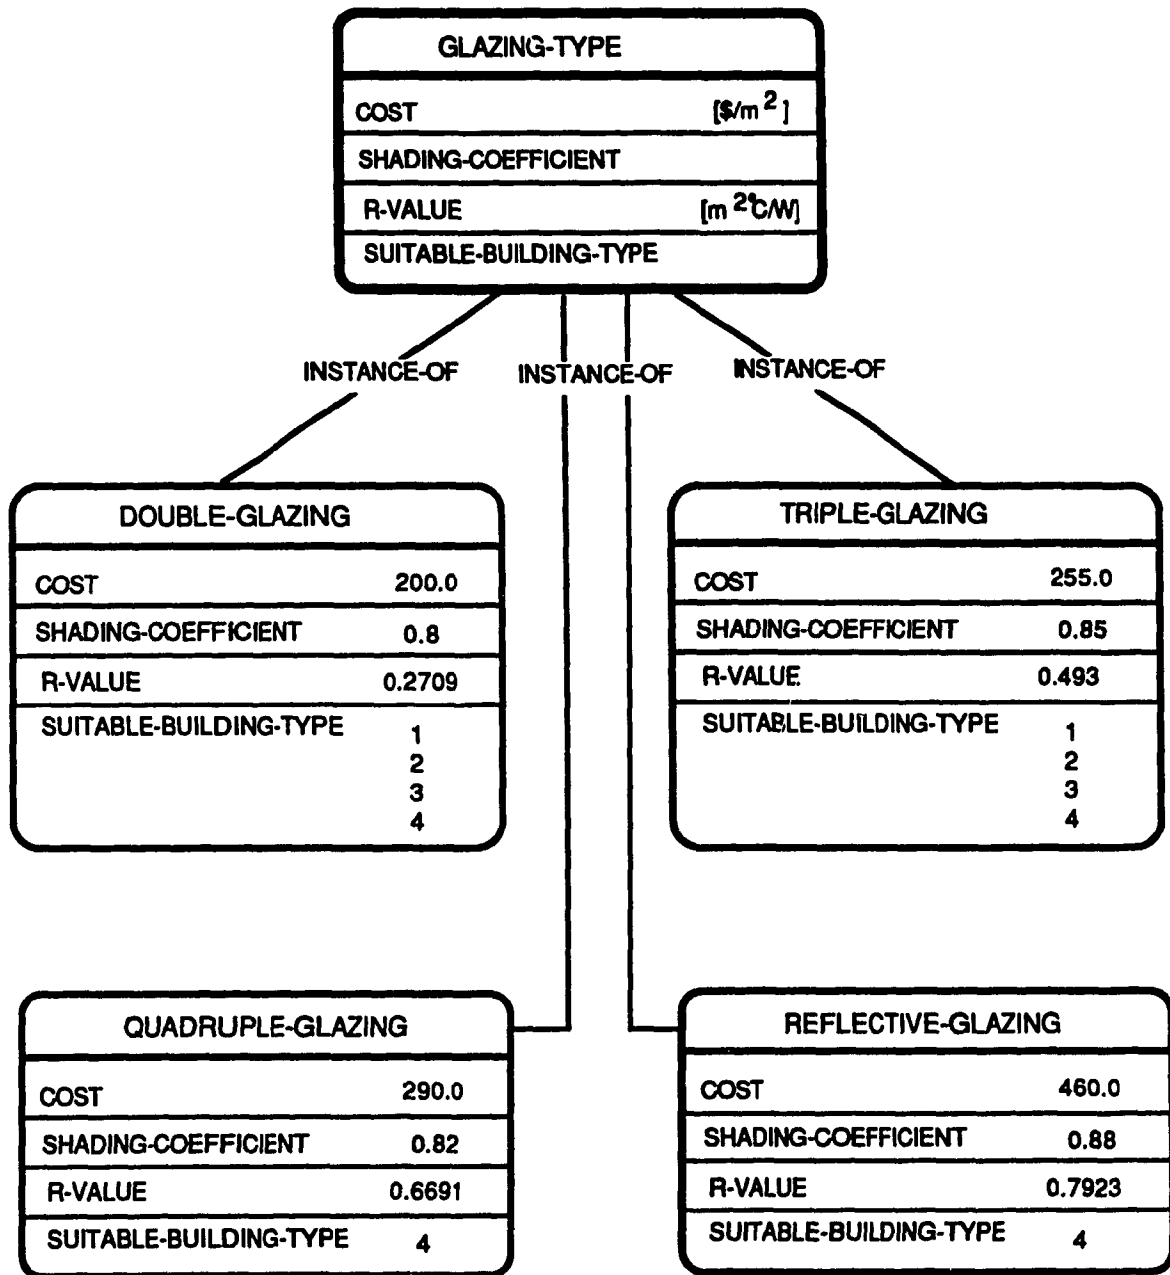 GLAZING-TYPE
COST [$/m 2 ]
SHADING-COEFFICIENT
R-VALUE [m 2°C/W]
SUITABLE-BUILDING-TYPE
INSTANCE-OF INSTANCE-OF INSTANCE-OF
DOUBLE-GLAZING
COST 200.0
SHADING-COEFFICIENT 0.8
R-VALUE 0.2709
SUITABLE-BUILDING-TYPE 1
2
3
4
TRIPLE-GLAZING
COST 255.0
SHADING-COEFFICIENT 0.85
R-VALUE 0.493
SUITABLE-BUILDING-TYPE 1
2
3
4
QUADRUPLE-GLAZING
COST 290.0
SHADING-COEFFICIENT 0.82
R-VALUE 0.6691
SUITABLE-BUILDING-TYPE 4
REFLECTIVE-GLAZING
COST 460.0
SHADING-COEFFICIENT 0.88
R-VALUE 0.7923
SUITABLE-BUILDING-TYPE 4